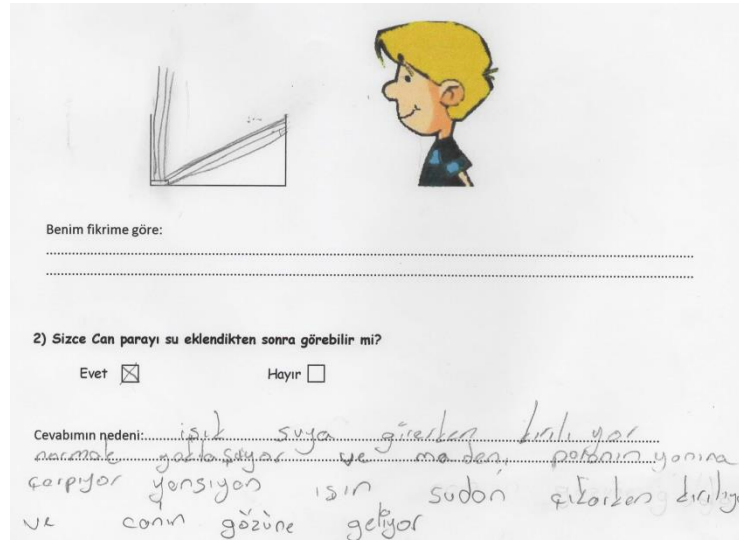 Benim fikrime göre:
2) Sizce Can parayı su eklendikten sonra görebilir mi?
Evet ☒ Hayır ☐
Cevabımın nedeni: ışık suya girerken kırılıyor
normale yaklaşıyor ve madeni paranın yanına
çarpıyor yansıyan ışın sudan çıkarken kırılıyo
ve canın gözüne geliyor